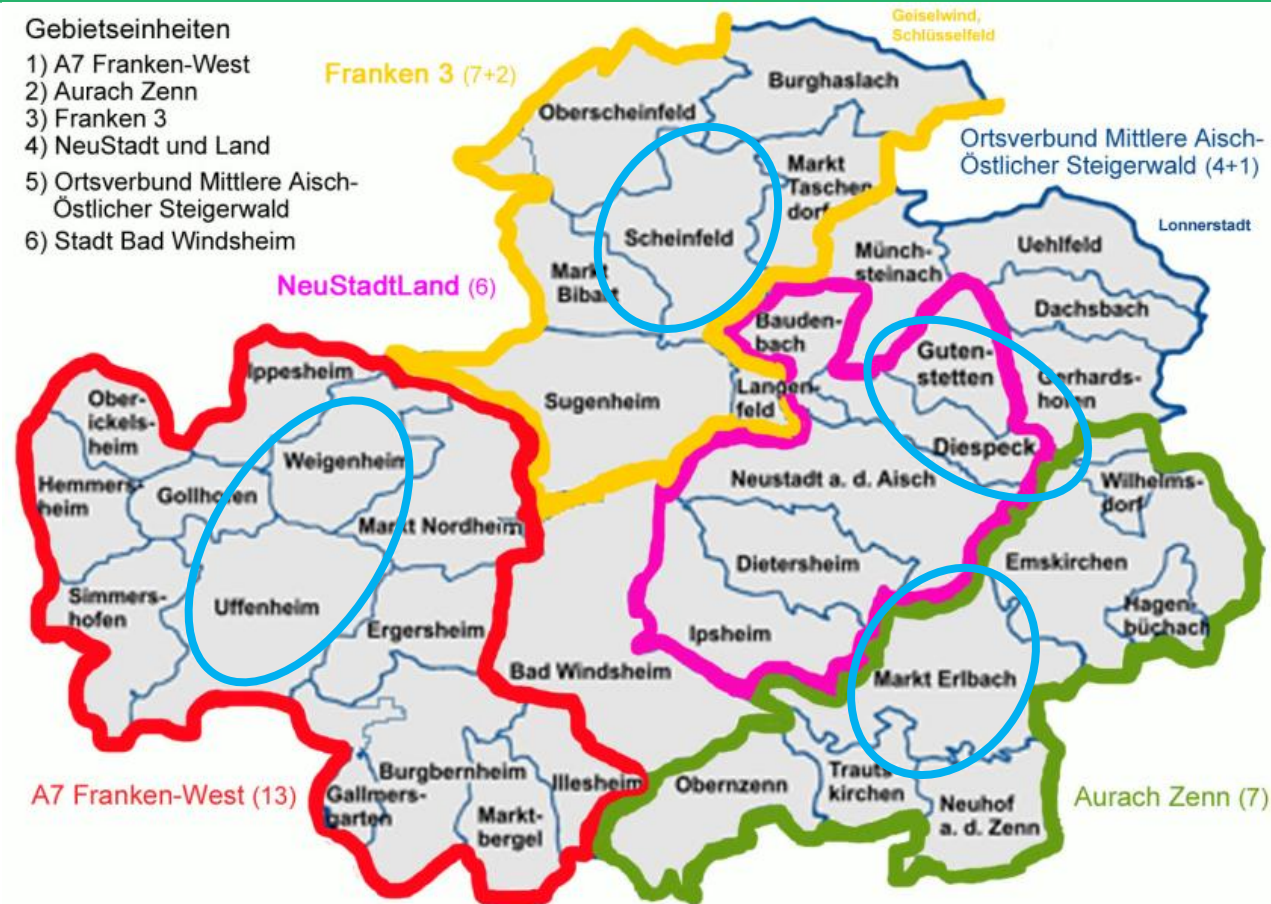 Gebietseinheiten
1) A7 Franken-West
2) Aurach Zenn
3) Franken 3
4) NeuStadt und Land
5) Ortsverbund Mittlere Aisch-
Östlicher Steigerwald
6) Stadt Bad Windsheim
Geiselwind,
Schlüsselfeld
Franken 3 (7+2)
Burghaslach
Oberscheinfeld
Ortsverbund Mittlere Aisch-
Östlicher Steigerwald (4+1)
Markt
Taschen
dorf
Lonnerstadt
Scheinfeld
Münch-
steinach
Uehlfeld
Markt
Bibart
NeuStadtLand (6)
Dachsbach
Bauden-
bach
Guten-
stetten
Gerhards-
hofen
Ippesheim
Langen-
feld
Sugenheim
Ober-
ickels-
heim
Diespeck
Weigenheim
Neustadt a. d. Aisch
Hemmers-
heim
Gollhofen
Wilhelms-
dorf
Markt Nordheim
Dietersheim
Emskirchen
Simmers-
hofen
Uffenheim
Hagen-
büchach
Ergersheim
Ipsheim
Bad Windsheim
Markt Erlbach
A7 Franken-West (13)
Burgbernheim
Gallmers-
garten
Illesheim
Markt-
bergel
Obernzenn
Trauts
kirchen
Neuhof
a. d. Zenn
Aurach Zenn (7)